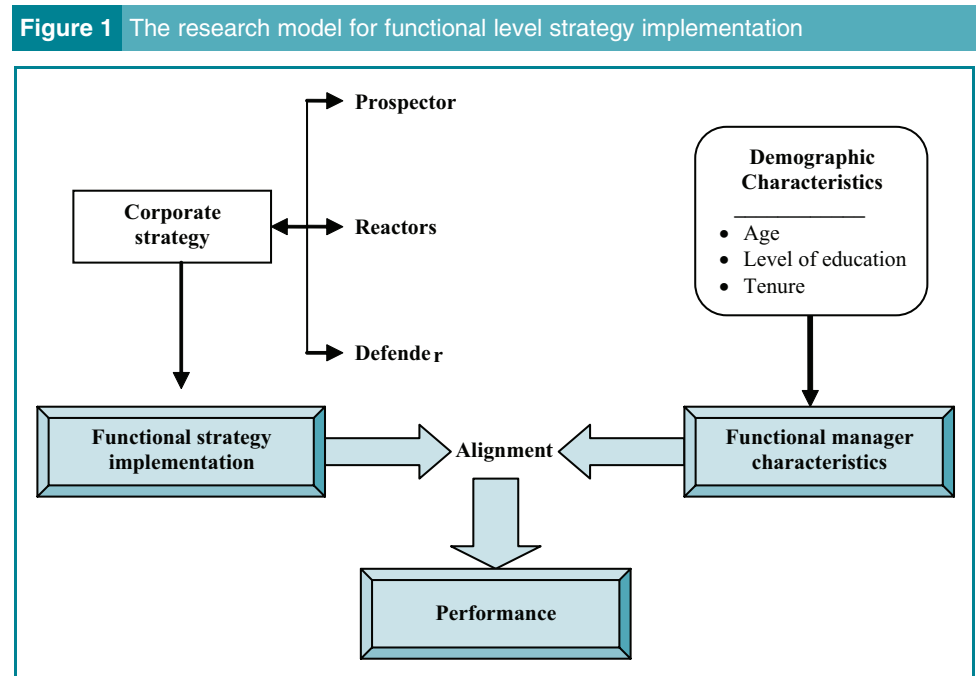 Figure 1 The research model for functional level strategy implementation
Prospector
Corporate
strategy
Reactors
Defender
Demographic
Characteristics
• Age
• Level of education
• Tenure
Functional strategy
implementation
Alignment
Functional manager
characteristics
Performance